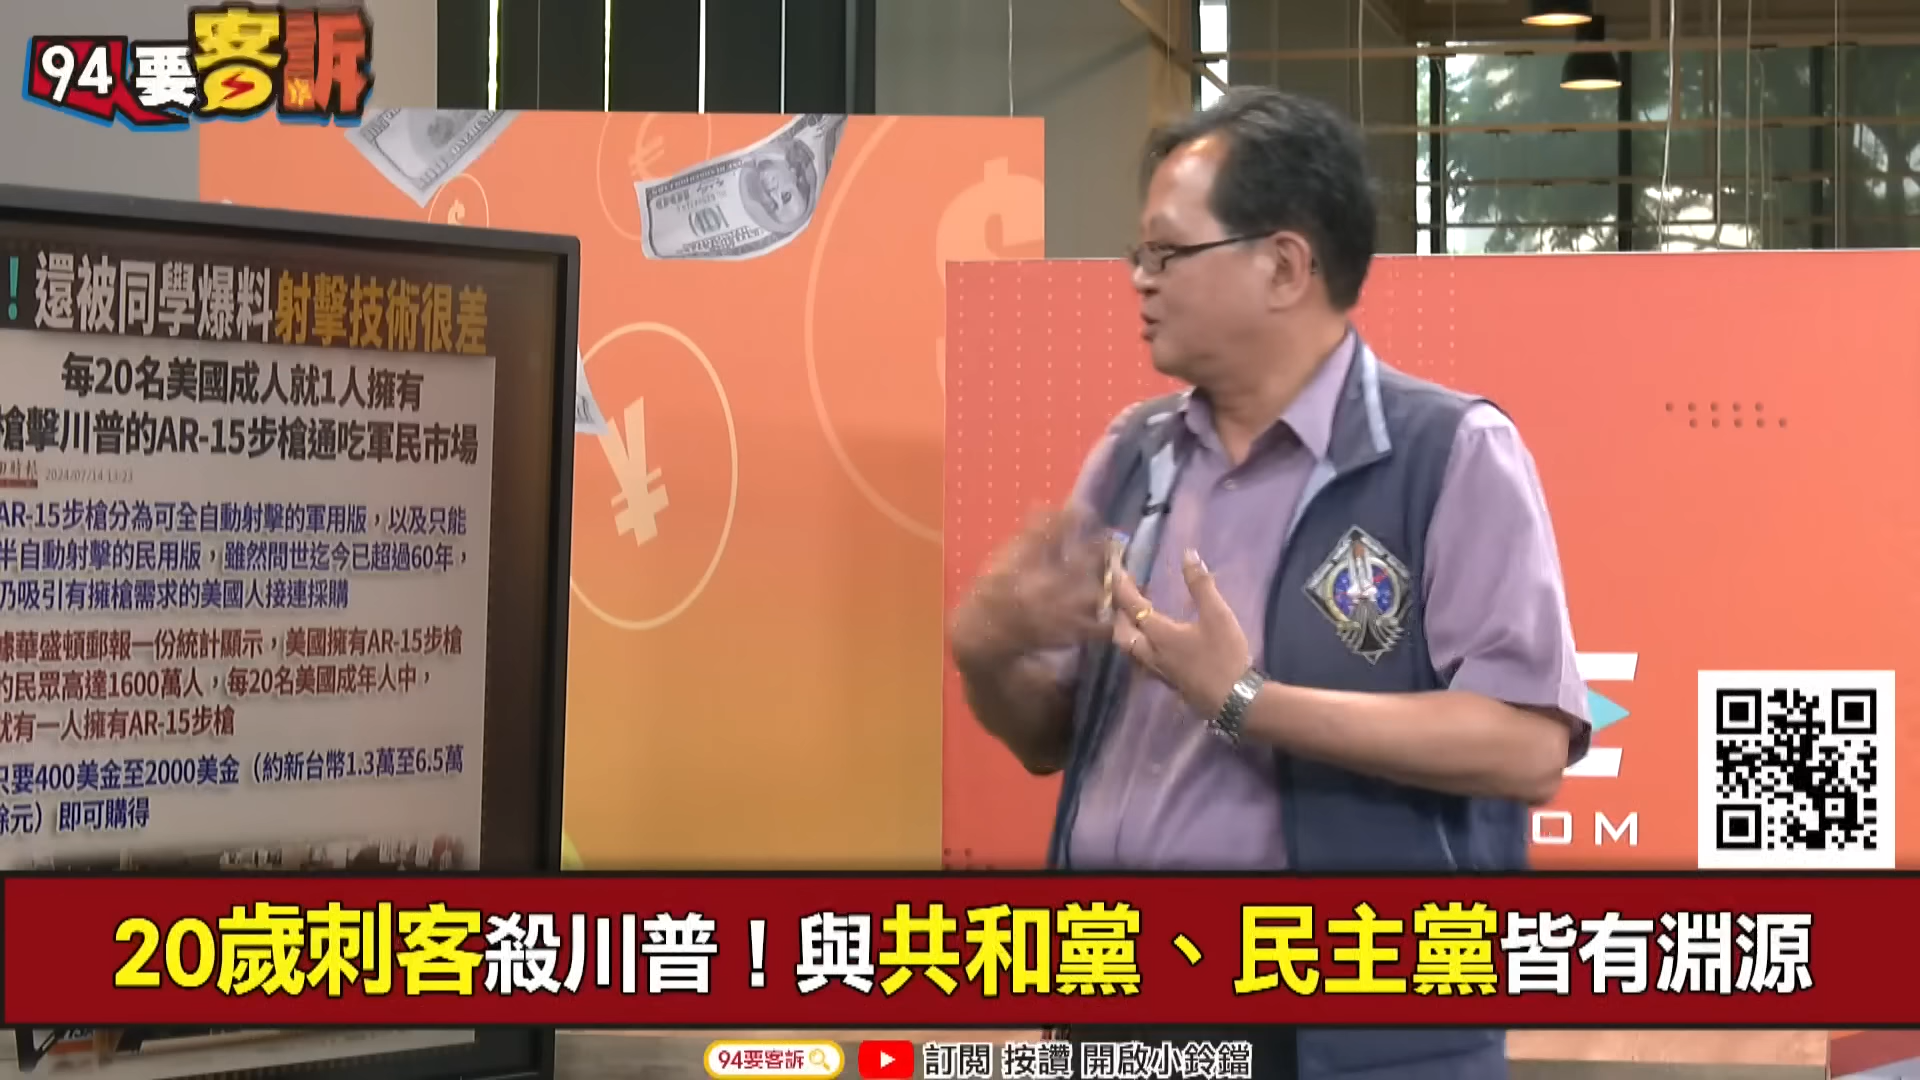 94要客訴
！還被同學爆料射擊技術很差
每20名美國成人就1人擁有
槍擊川普的AR-15步槍通吃軍民市場
2024/07/14 13:23
AR-15步槍分為可全自動射擊的軍用版，以及只能
半自動射擊的民用版，雖然問世迄今已超過60年，
仍吸引有擁槍需求的美國人接連採購
據華盛頓郵報一份統計顯示，美國擁有AR-15步槍
的民眾高達1600萬人，每20名美國成年人中，
就有一人擁有AR-15步槍
只要400美金至2000美金（約新台幣1.3萬至6.5萬
餘元）即可購得
OM
20歲刺客殺川普！與共和黨、民主黨皆有淵源
94要客訴 訂閱 按讚 開啟小鈴鐺